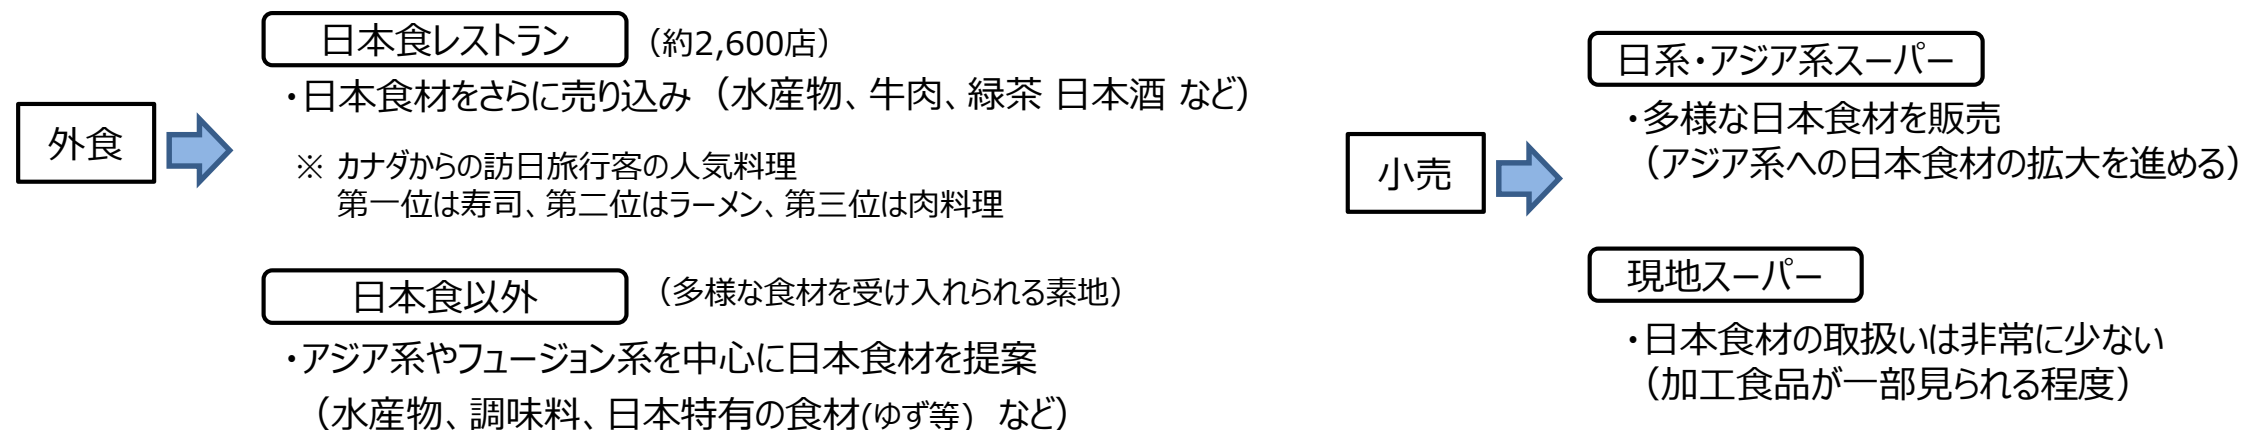 外食
日本食レストラン （約2,600店）
・日本食材をさらに売り込み（水産物、牛肉、緑茶 日本酒 など）
※ カナダからの訪日旅行客の人気料理
第一位は寿司、第二位はラーメン、第三位は肉料理
日本食以外 （多様な食材を受け入れられる素地）
・アジア系やフュージョン系を中心に日本食材を提案
（水産物、調味料、日本特有の食材(ゆず等) など）
小売
日系・アジア系スーパー
・多様な日本食材を販売
（アジア系への日本食材の拡大を進める）
現地スーパー
・日本食材の取扱いは非常に少ない
（加工食品が一部見られる程度）